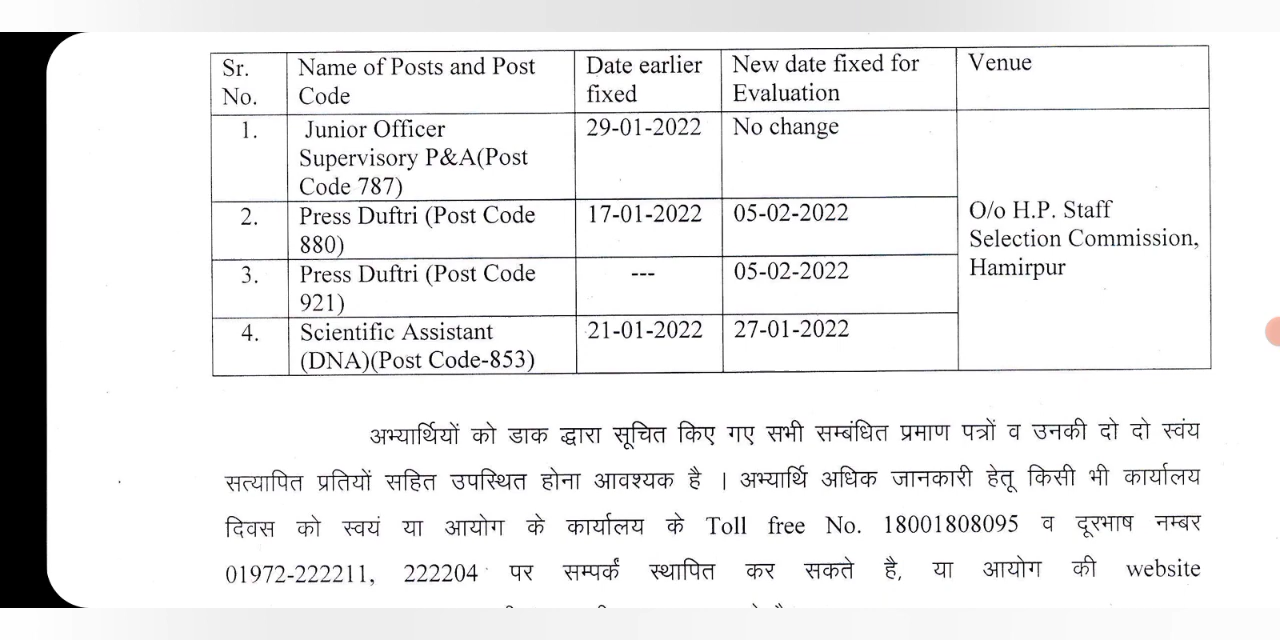 Sr. No.
Name of Posts and Post Code
Date earlier fixed
New date fixed for Evaluation
Venue
1.
Junior Officer
Supervisory P&A(Post
Code 787)
29-01-2022
No change
2.
Press Duftri (Post Code
880)
17-01-2022
05-02-2022
3.
Press Duftri (Post Code
921)
---
05-02-2022
4.
Scientific Assistant
(DNA)(Post Code-853)
21-01-2022
27-01-2022
O/o H.P. Staff
Selection Commission,
Hamirpur
अभ्यार्थियों को डाक द्वारा सूचित किए गए सभी सम्बंधित प्रमाण पत्रों व उनकी दो दो स्वंय
सत्यापित प्रतियों सहित उपस्थित होना आवश्यक है । अभ्यार्थि अधिक जानकारी हेतू किसी भी कार्यालय
दिवस को स्वयं या आयोग के कार्यालय के Toll free No. 18001808095 व दूरभाष नम्बर
01972-222211, 222204 पर सम्पर्क स्थापित कर सकते है, या आयोग की website